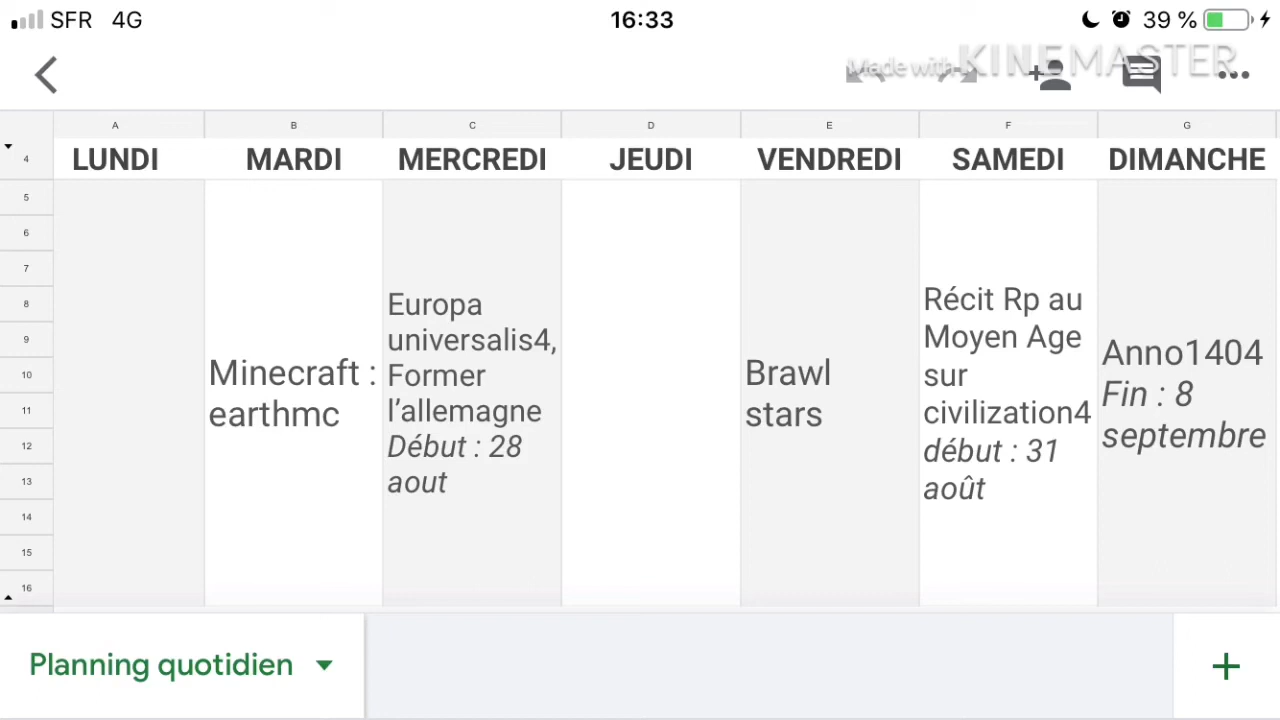 SFR 4G 16:33 39 %
Made with KINEMASTER
A B C D E F G
4 LUNDI MARDI MERCREDI JEUDI VENDREDI SAMEDI DIMANCHE
5
6
7
8
9
10
11
12
13
14
15
16
Minecraft :
earthmc
Europa
universalis4,
Former
l’allemagne
Début : 28
aout
Brawl
stars
Récit Rp au
Moyen Age
sur
civilization4
début : 31
août
Anno1404
Fin : 8
septembre
Planning quotidien